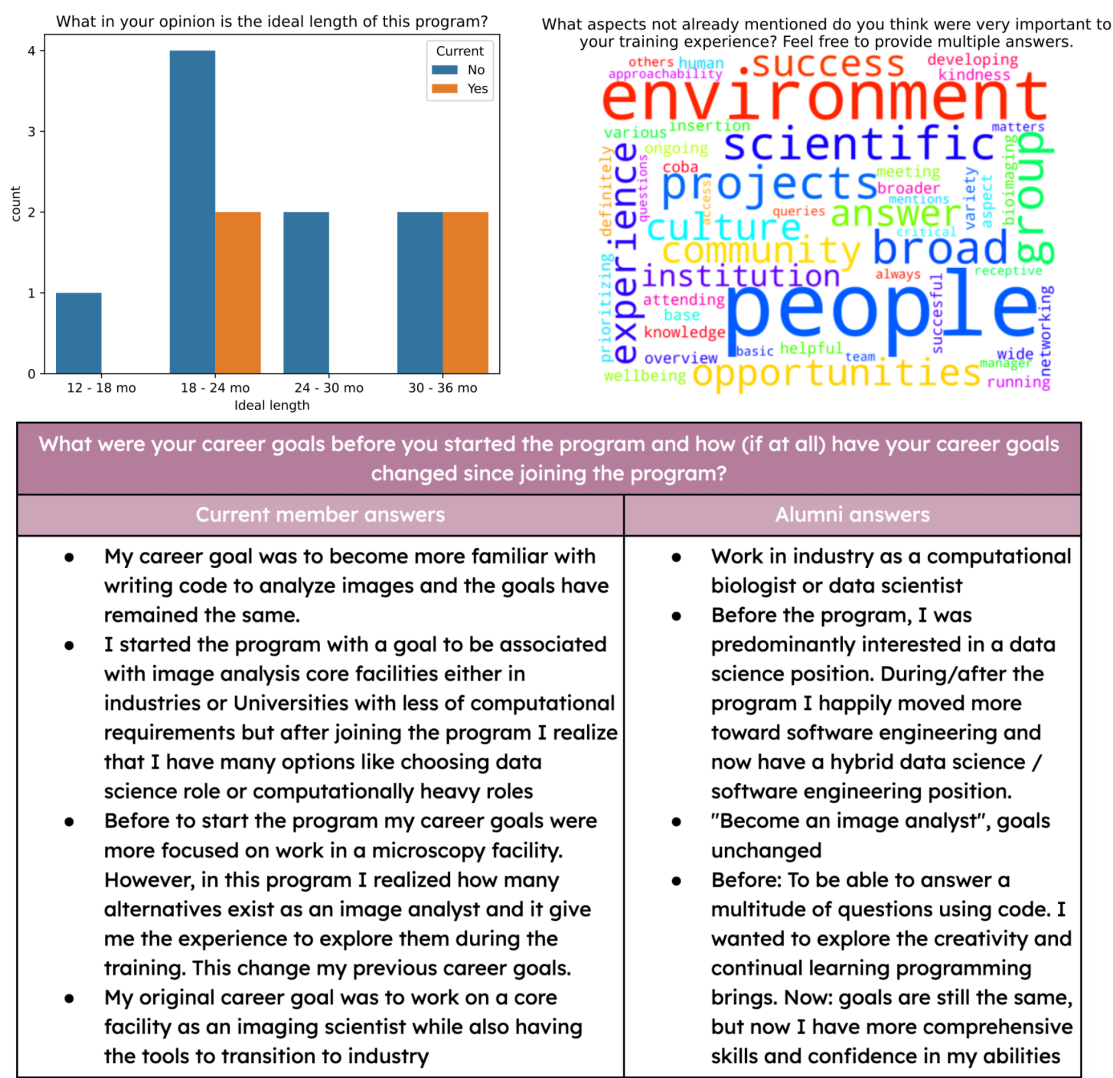 What in your opinion is the ideal length of this program?
4
3
2
1
0
count
Current
No
Yes
12 - 18 mo
18 - 24 mo
24 - 30 mo
30 - 36 mo
Ideal length
What aspects not already mentioned do you think were very important to
your training experience? Feel free to provide multiple answers.
others
human
success
developing
approachability
kindness
environment
various
insertion
matters
ongoing
scientific
definitely
experience
questions
coba
projects
access
meeting
broader
mentions
variety
aspect
bioimaging
group
queries
answer
culture
critical
community
broad
prioritizing
institution
always
receptive
attending
base
people
succesful
networking
knowledge
overview
basic
helpful
team
wide
manager
wellbeing
opportunities
running
What were your career goals before you started the program and how (if at all) have your career goals
changed since joining the program?
Current member answers
● My career goal was to become more familiar with
writing code to analyze images and the goals have
remained the same.
● I started the program with a goal to be associated
with image analysis core facilities either in
industries or Universities with less of computational
requirements but after joining the program I realize
that I have many options like choosing data
science role or computationally heavy roles
● Before to start the program my career goals were
more focused on work in a microscopy facility.
However, in this program I realized how many
alternatives exist as an image analyst and it give
me the experience to explore them during the
training. This change my previous career goals.
● My original career goal was to work on a core
facility as an imaging scientist while also having
the tools to transition to industry
Alumni answers
● Work in industry as a computational
biologist or data scientist
● Before the program, I was
predominantly interested in a data
science position. During/after the
program I happily moved more
toward software engineering and
now have a hybrid data science /
software engineering position.
● "Become an image analyst", goals
unchanged
● Before: To be able to answer a
multitude of questions using code. I
wanted to explore the creativity and
continual learning programming
brings. Now: goals are still the same,
but now I have more comprehensive
skills and confidence in my abilities